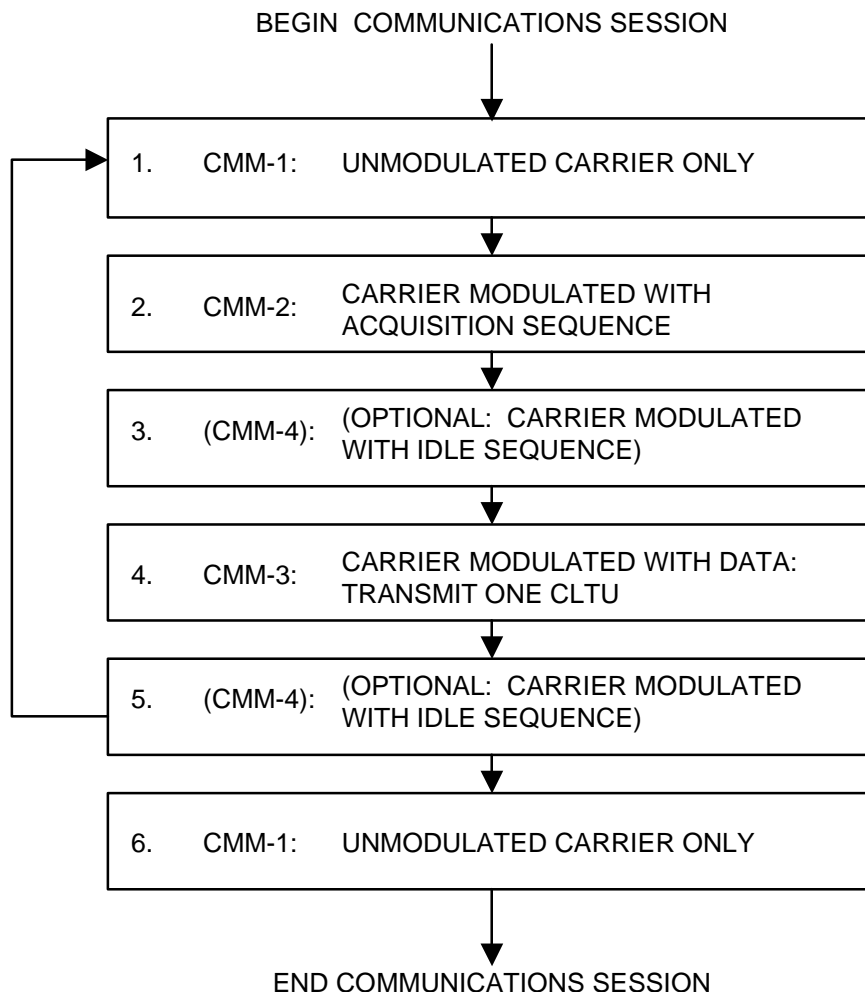 BEGIN  COMMUNICATIONS SESSION
1. CMM-1: UNMODULATED CARRIER ONLY
2. CMM-2: CARRIER MODULATED WITH
ACQUISITION SEQUENCE
3. (CMM-4): (OPTIONAL:  CARRIER MODULATED
WITH IDLE SEQUENCE)
4. CMM-3: CARRIER MODULATED WITH DATA:
TRANSMIT ONE CLTU
5. (CMM-4): (OPTIONAL:  CARRIER MODULATED
WITH IDLE SEQUENCE)
6. CMM-1: UNMODULATED CARRIER ONLY
END COMMUNICATIONS SESSION